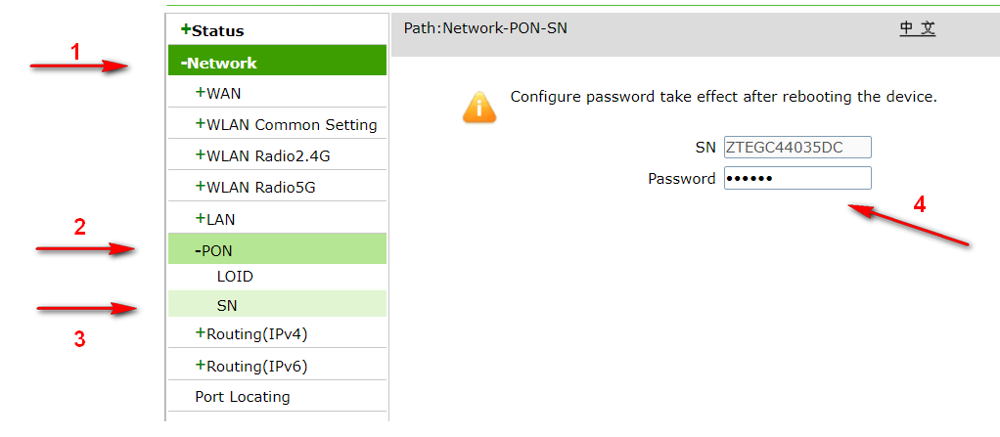 +Status
Path:Network-PON-SN
中 文
1
-Network
+WAN
Configure password take effect after rebooting the device.
+WLAN Common Setting
SN ZTEGC44035DC
+WLAN Radio2.4G
Password ••••••
+WLAN Radio5G
4
+LAN
2
-PON
LOID
SN
3
+Routing(IPv4)
+Routing(IPv6)
Port Locating